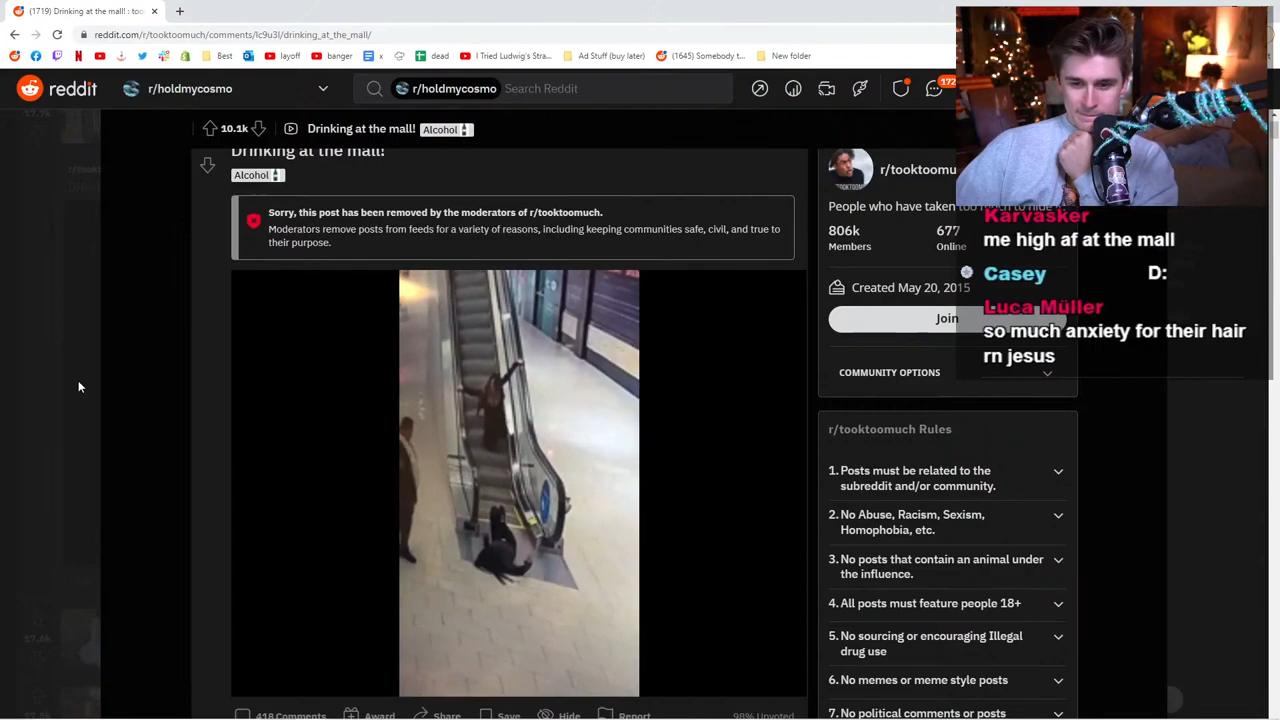 (1719) Drinking at the mall! : too
reddit.com/r/tooktoomuch/comments/lc9u3l/drinking_at_the_mall/
Best
layoff
banger
x
dead
I Tried Ludwig's Stra...
Ad Stuff (buy later)
(1645) Somebody t...
New folder
reddit
r/holdmycosmo
r/holdmycosmo
Search Reddit
172
10.1k
Drinking at the mall!
Alcohol
Drinking at the mall!
Alcohol
Sorry, this post has been removed by the moderators of r/tooktoomuch.
Moderators remove posts from feeds for a variety of reasons, including keeping communities safe, civil, and true to
their purpose.
418 Comments
Award
Share
Save
Hide
Report
98% Upvoted
TOOKTOOMUCH
r/tooktoomu
People who have taken too much to
806k
677
Members
Online
Created May 20, 2015
Join
COMMUNITY OPTIONS
r/tooktoomuch Rules
1. Posts must be related to the
subreddit and/or community.
2. No Abuse, Racism, Sexism,
Homophobia, etc.
3. No posts that contain an animal under
the influence.
4. All posts must feature people 18+
5. No sourcing or encouraging Illegal
drug use
6. No memes or meme style posts
7. No political comments or posts
Karvasker
me high af at the mall
Casey D:
Luca Müller
so much anxiety for their hair
rn jesus
17.6k